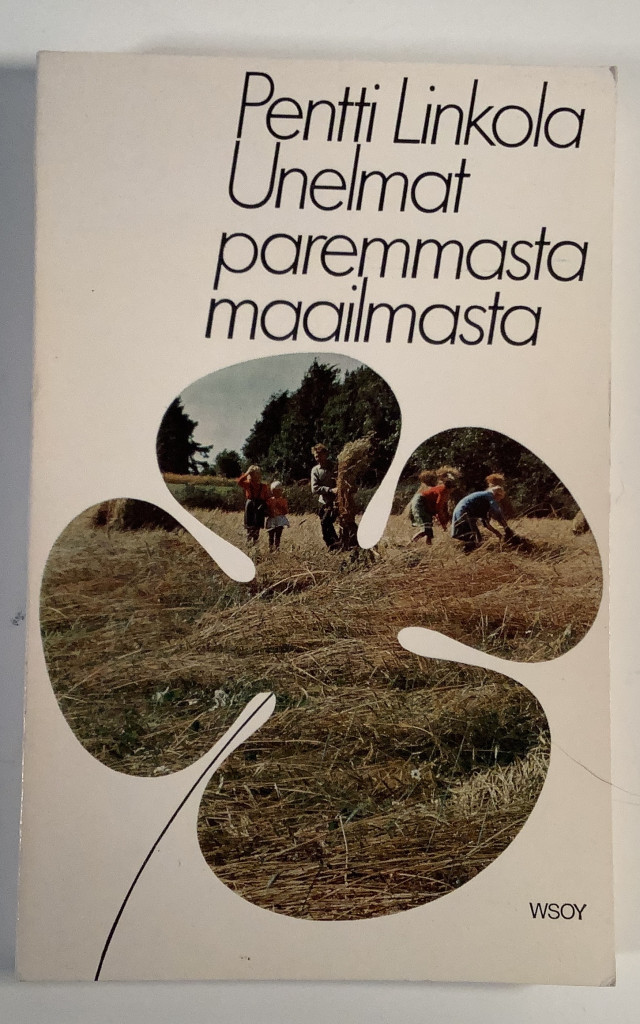 Pentti Linkola
Unelmat
paremmasta
maailmasta
WSOY